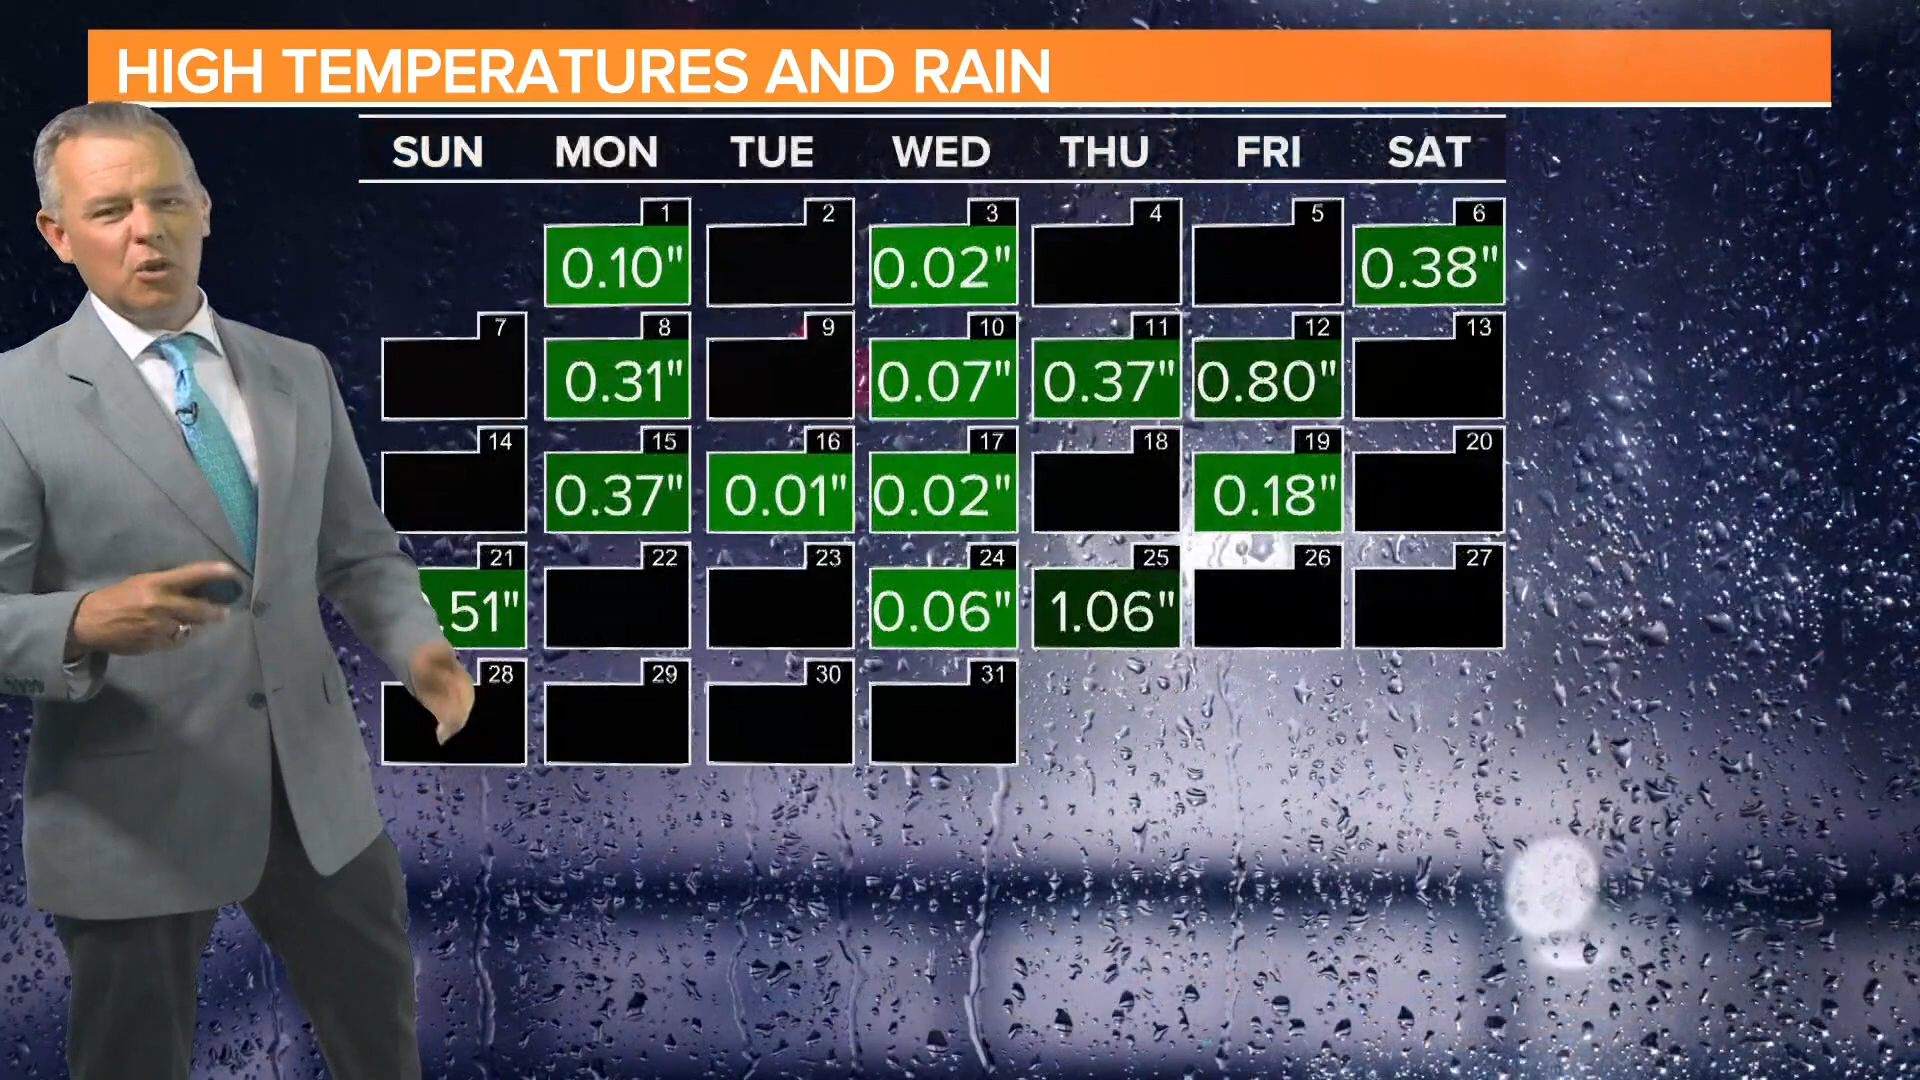 HIGH TEMPERATURES AND RAIN
SUN MON TUE WED THU FRI SAT
1 2 3 4 5 6
0.10" 0.02" 0.38"
7 8 9 10 11 12 13
0.31" 0.07" 0.37" 0.80"
14 15 16 17 18 19 20
0.37" 0.01" 0.02" 0.18"
21 22 23 24 25 26 27
.51" 0.06" 1.06"
28 29 30 31